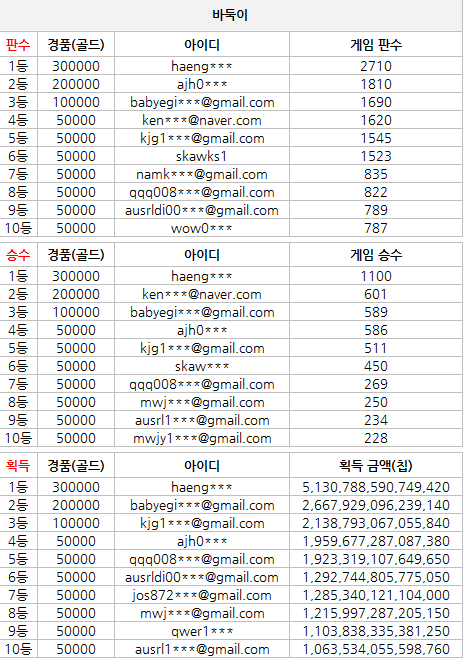 바둑이
판수 경품(골드) 아이디 게임 판수
1등 300000 haeng*** 2710
2등 200000 ajh0*** 1810
3등 100000 babyegi***@gmail.com 1690
4등 50000 ken***@naver.com 1620
5등 50000 kjg1***@gmail.com 1545
6등 50000 skawks1 1523
7등 50000 namk***@gmail.com 835
8등 50000 qqq008***@gmail.com 822
9등 50000 ausrldi00***@gmail.com 789
10등 50000 wow0*** 787
승수 경품(골드) 아이디 게임 승수
1등 300000 haeng*** 1100
2등 200000 ken***@naver.com 601
3등 100000 babyegi***@gmail.com 589
4등 50000 ajh0*** 586
5등 50000 kjg1***@gmail.com 511
6등 50000 skaw*** 450
7등 50000 qqq008***@gmail.com 269
8등 50000 mwj***@gmail.com 250
9등 50000 ausrl1***@gmail.com 234
10등 50000 mwjy1***@gmail.com 228
획득 경품(골드) 아이디 획득 금액(칩)
1등 300000 haeng*** 5,130,788,590,749,420
2등 200000 babyegi***@gmail.com 2,667,929,096,239,140
3등 100000 kjg1***@gmail.com 2,138,793,067,055,840
4등 50000 ajh0*** 1,959,677,287,087,380
5등 50000 qqq008***@gmail.com 1,923,319,107,649,650
6등 50000 ausrldi00***@gmail.com 1,292,744,805,775,050
7등 50000 jos872***@gmail.com 1,285,340,121,104,000
8등 50000 mwj***@gmail.com 1,215,997,287,205,150
9등 50000 qwer1*** 1,103,838,335,381,250
10등 50000 ausrl1***@gmail.com 1,063,534,055,598,760